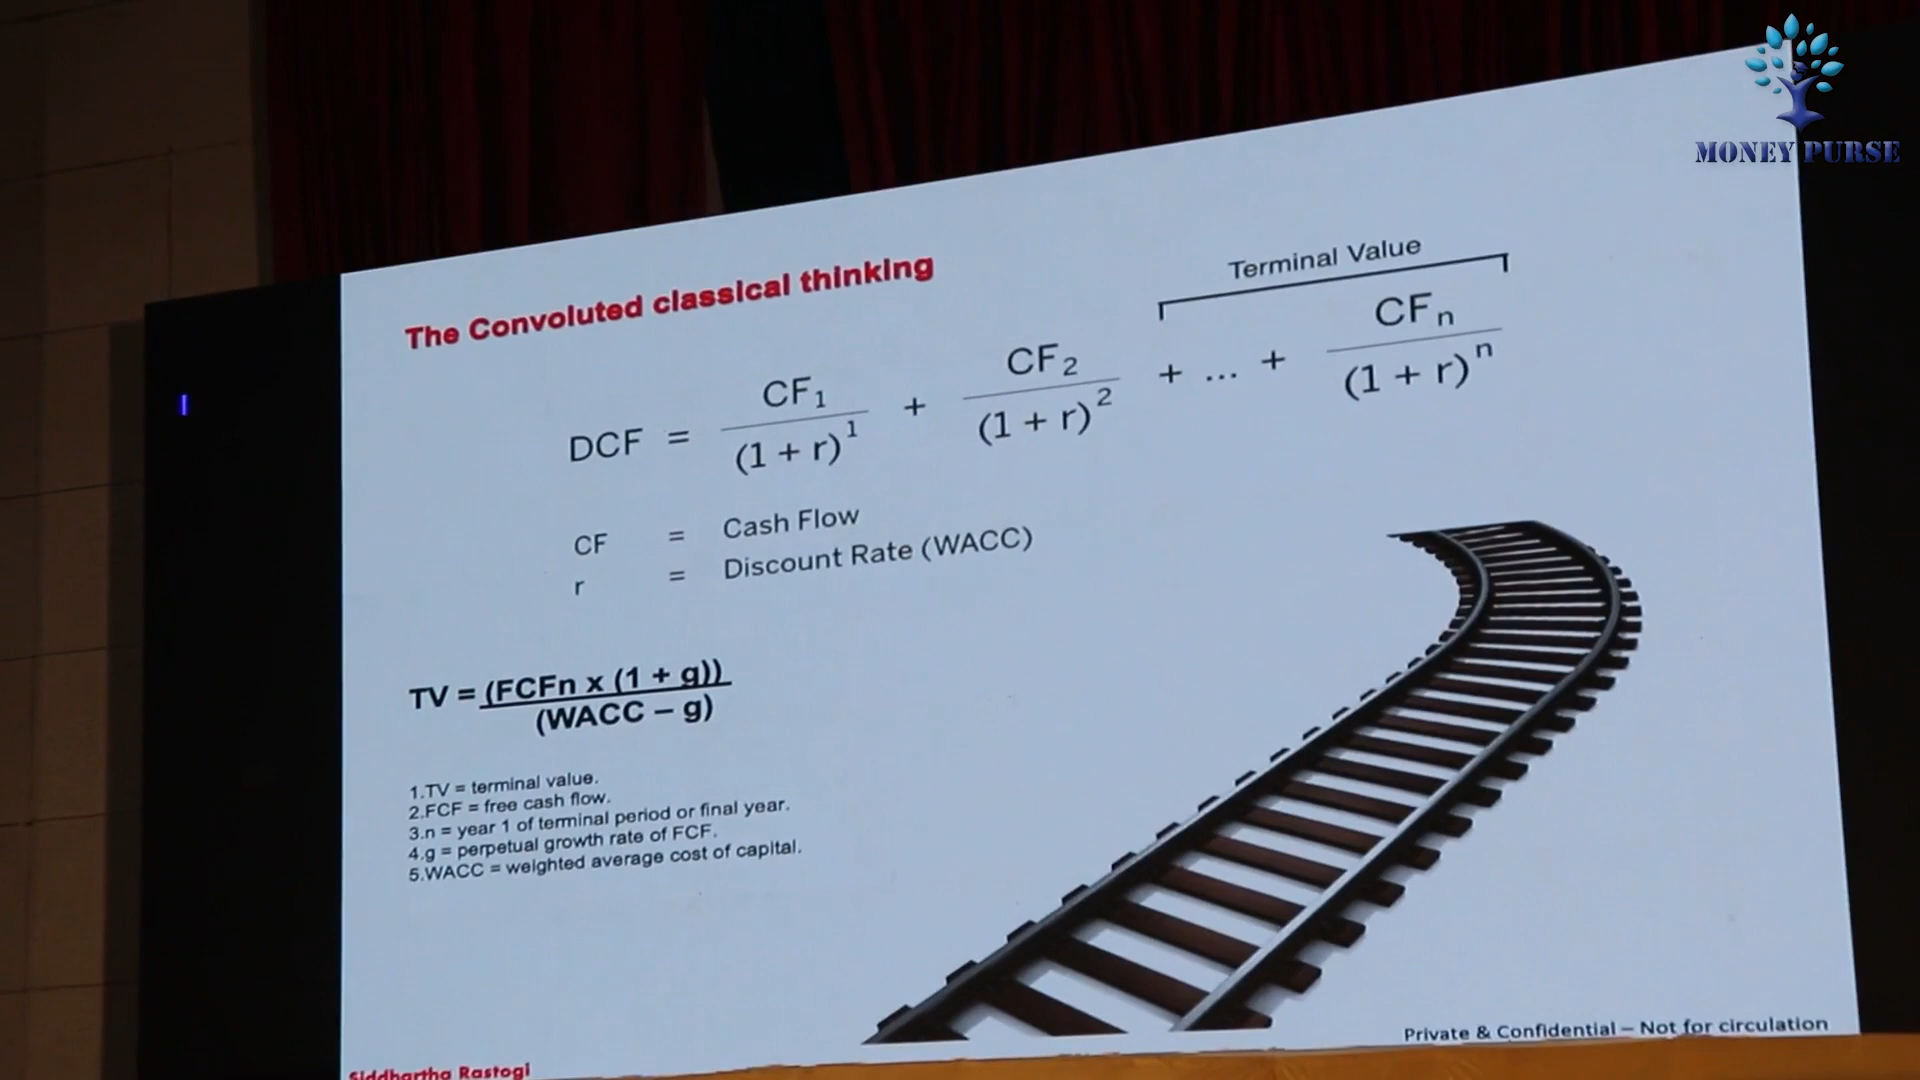 MONEY PURSE
The Convoluted classical thinking
Terminal Value
DCF = CF₁ / (1 + r)¹ + CF₂ / (1 + r)² + ... + CFₙ / (1 + r)ⁿ
CF = Cash Flow
r = Discount Rate (WACC)
TV = (FCFn x (1 + g))
(WACC – g)
1.TV = terminal value.
2.FCF = free cash flow.
3.n = year 1 of terminal period or final year.
4.g = perpetual growth rate of FCF.
5.WACC = weighted average cost of capital.
Private & Confidential – Not for circulation
Siddhartha Rastogi